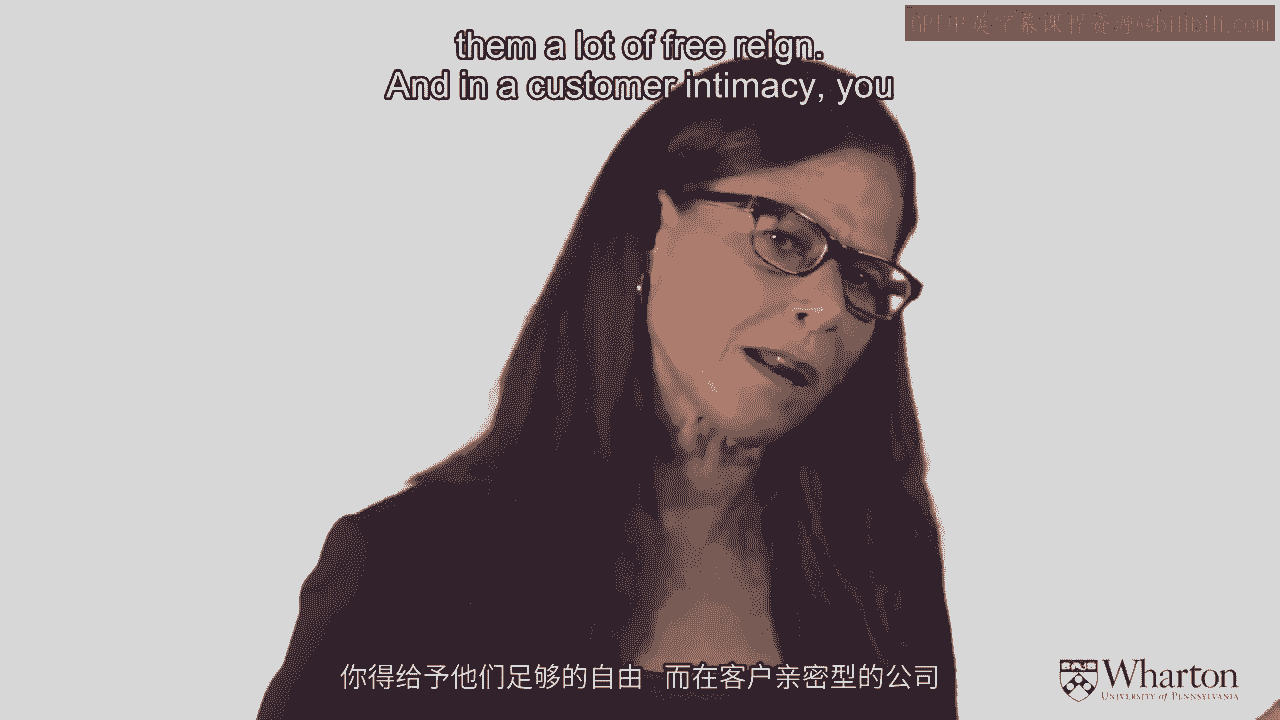 them a lot of free reign.
And in a customer intimacy, you
你得给予他们足够的自由 而在客户亲密型的公司
Wharton
UNIVERSITY of PENNSYLVANIA